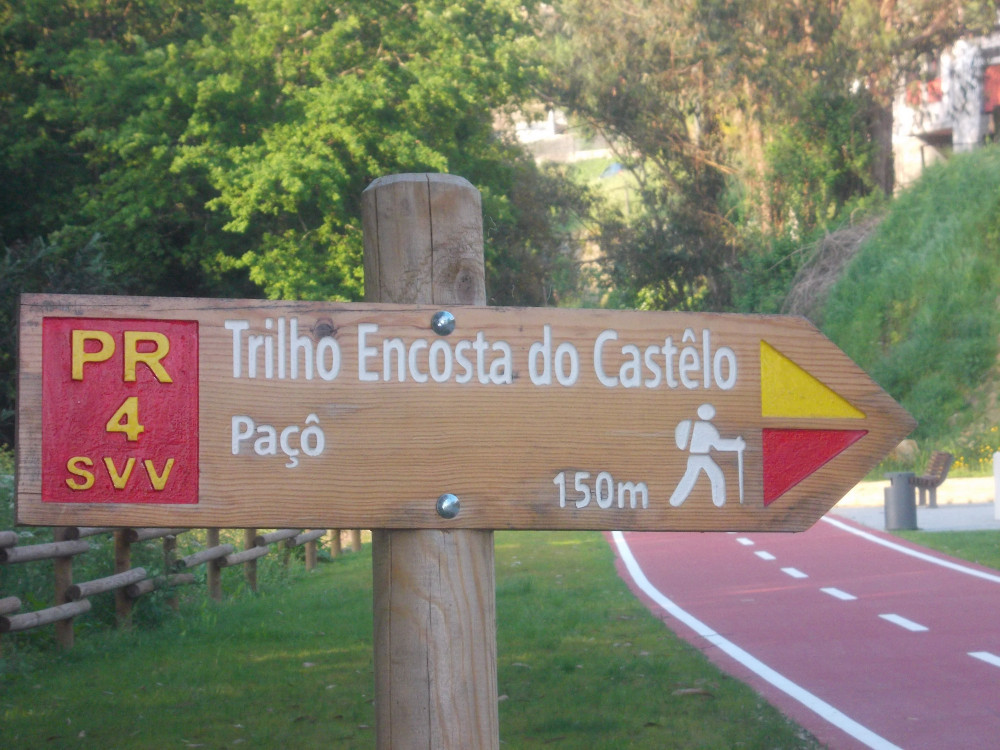 PR
4
SVV
Trilho Encosta do Castêlo
Paçô
150m